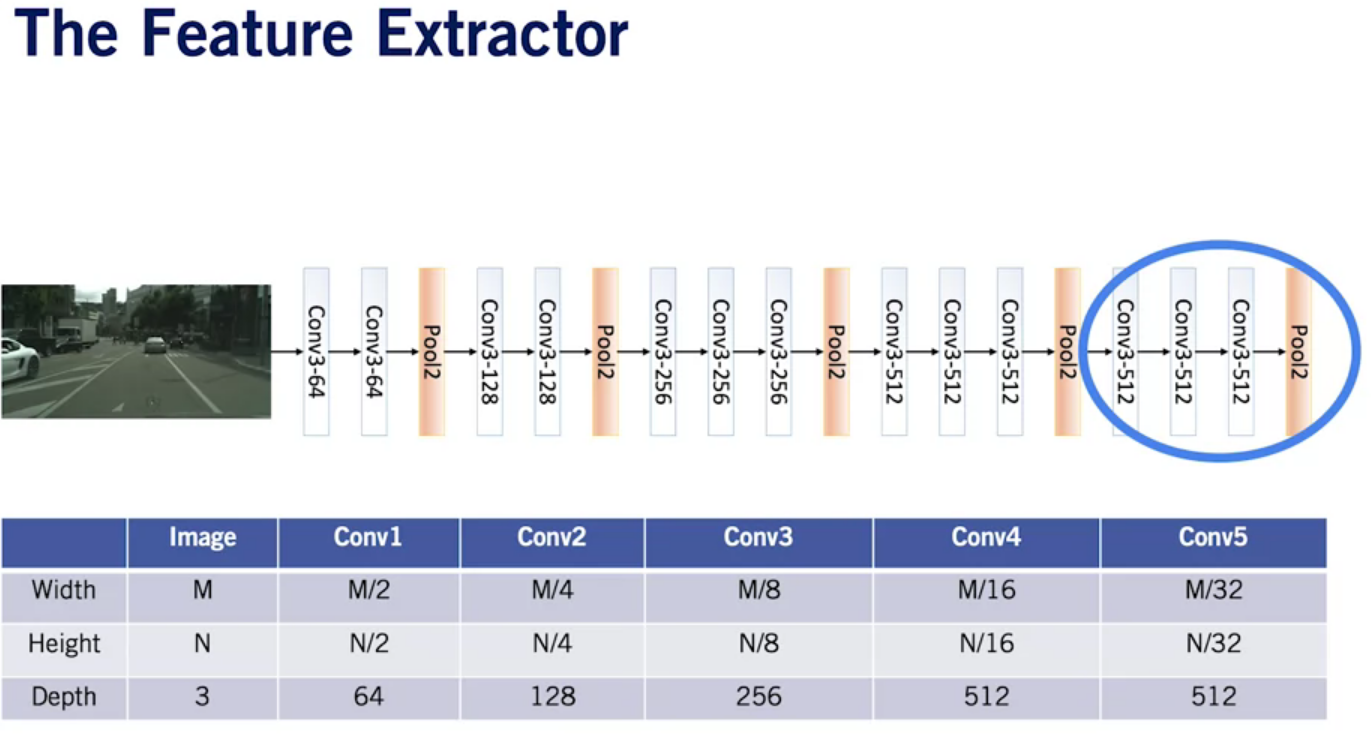 The Feature Extractor
Conv3-64
Conv3-64
Pool2
Conv3-128
Conv3-128
Pool2
Conv3-256
Conv3-256
Conv3-256
Pool2
Conv3-512
Conv3-512
Conv3-512
Pool2
Conv3-512
Conv3-512
Conv3-512
Pool2
Image Conv1 Conv2 Conv3 Conv4 Conv5
Width M M/2 M/4 M/8 M/16 M/32
Height N N/2 N/4 N/8 N/16 N/32
Depth 3 64 128 256 512 512